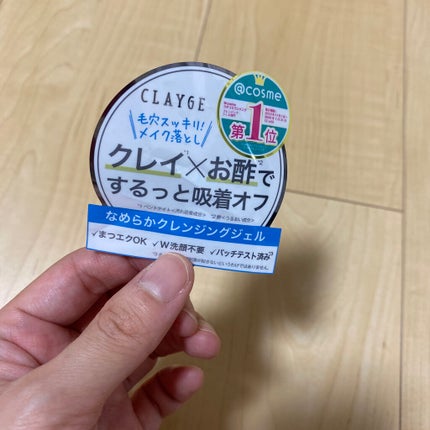 CLAYGE
毛穴スッキリ!
メイク落とし
クレイ×お酢で
するっと吸着オフ
なめらかクレンジングジェル
✓まつエクOK ✓W洗顔不要 ✓パッチテスト済み
@cosme
第1位